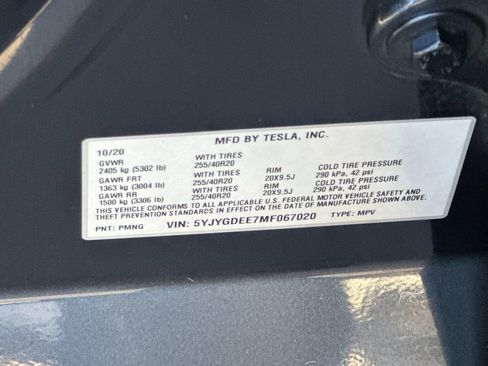 MFD BY TESLA, INC.
10/20
GVWR WITH TIRES RIM COLD TIRE PRESSURE
2405 kg (5302 lb) 255/40R20 20X9.5J 290 kPa, 42 psi
GAWR FRT WITH TIRES RIM COLD TIRE PRESSURE
1363 kg (3004 lb) 255/40R20 20X9.5J 290 kPa, 42 psi
GAWR RR
1500 kg (3306 lb)
THIS VEHICLE CONFORMS TO ALL APPLICABLE U.S. FEDERAL MOTOR VEHICLE SAFETY AND
THEFT PREVENTION STANDARDS IN EFFECT ON THE DATE OF MANUFACTURE SHOWN ABOVE.
PNT: PMNG VIN: 5YJYGDEE7MF067020 TYPE: MPV